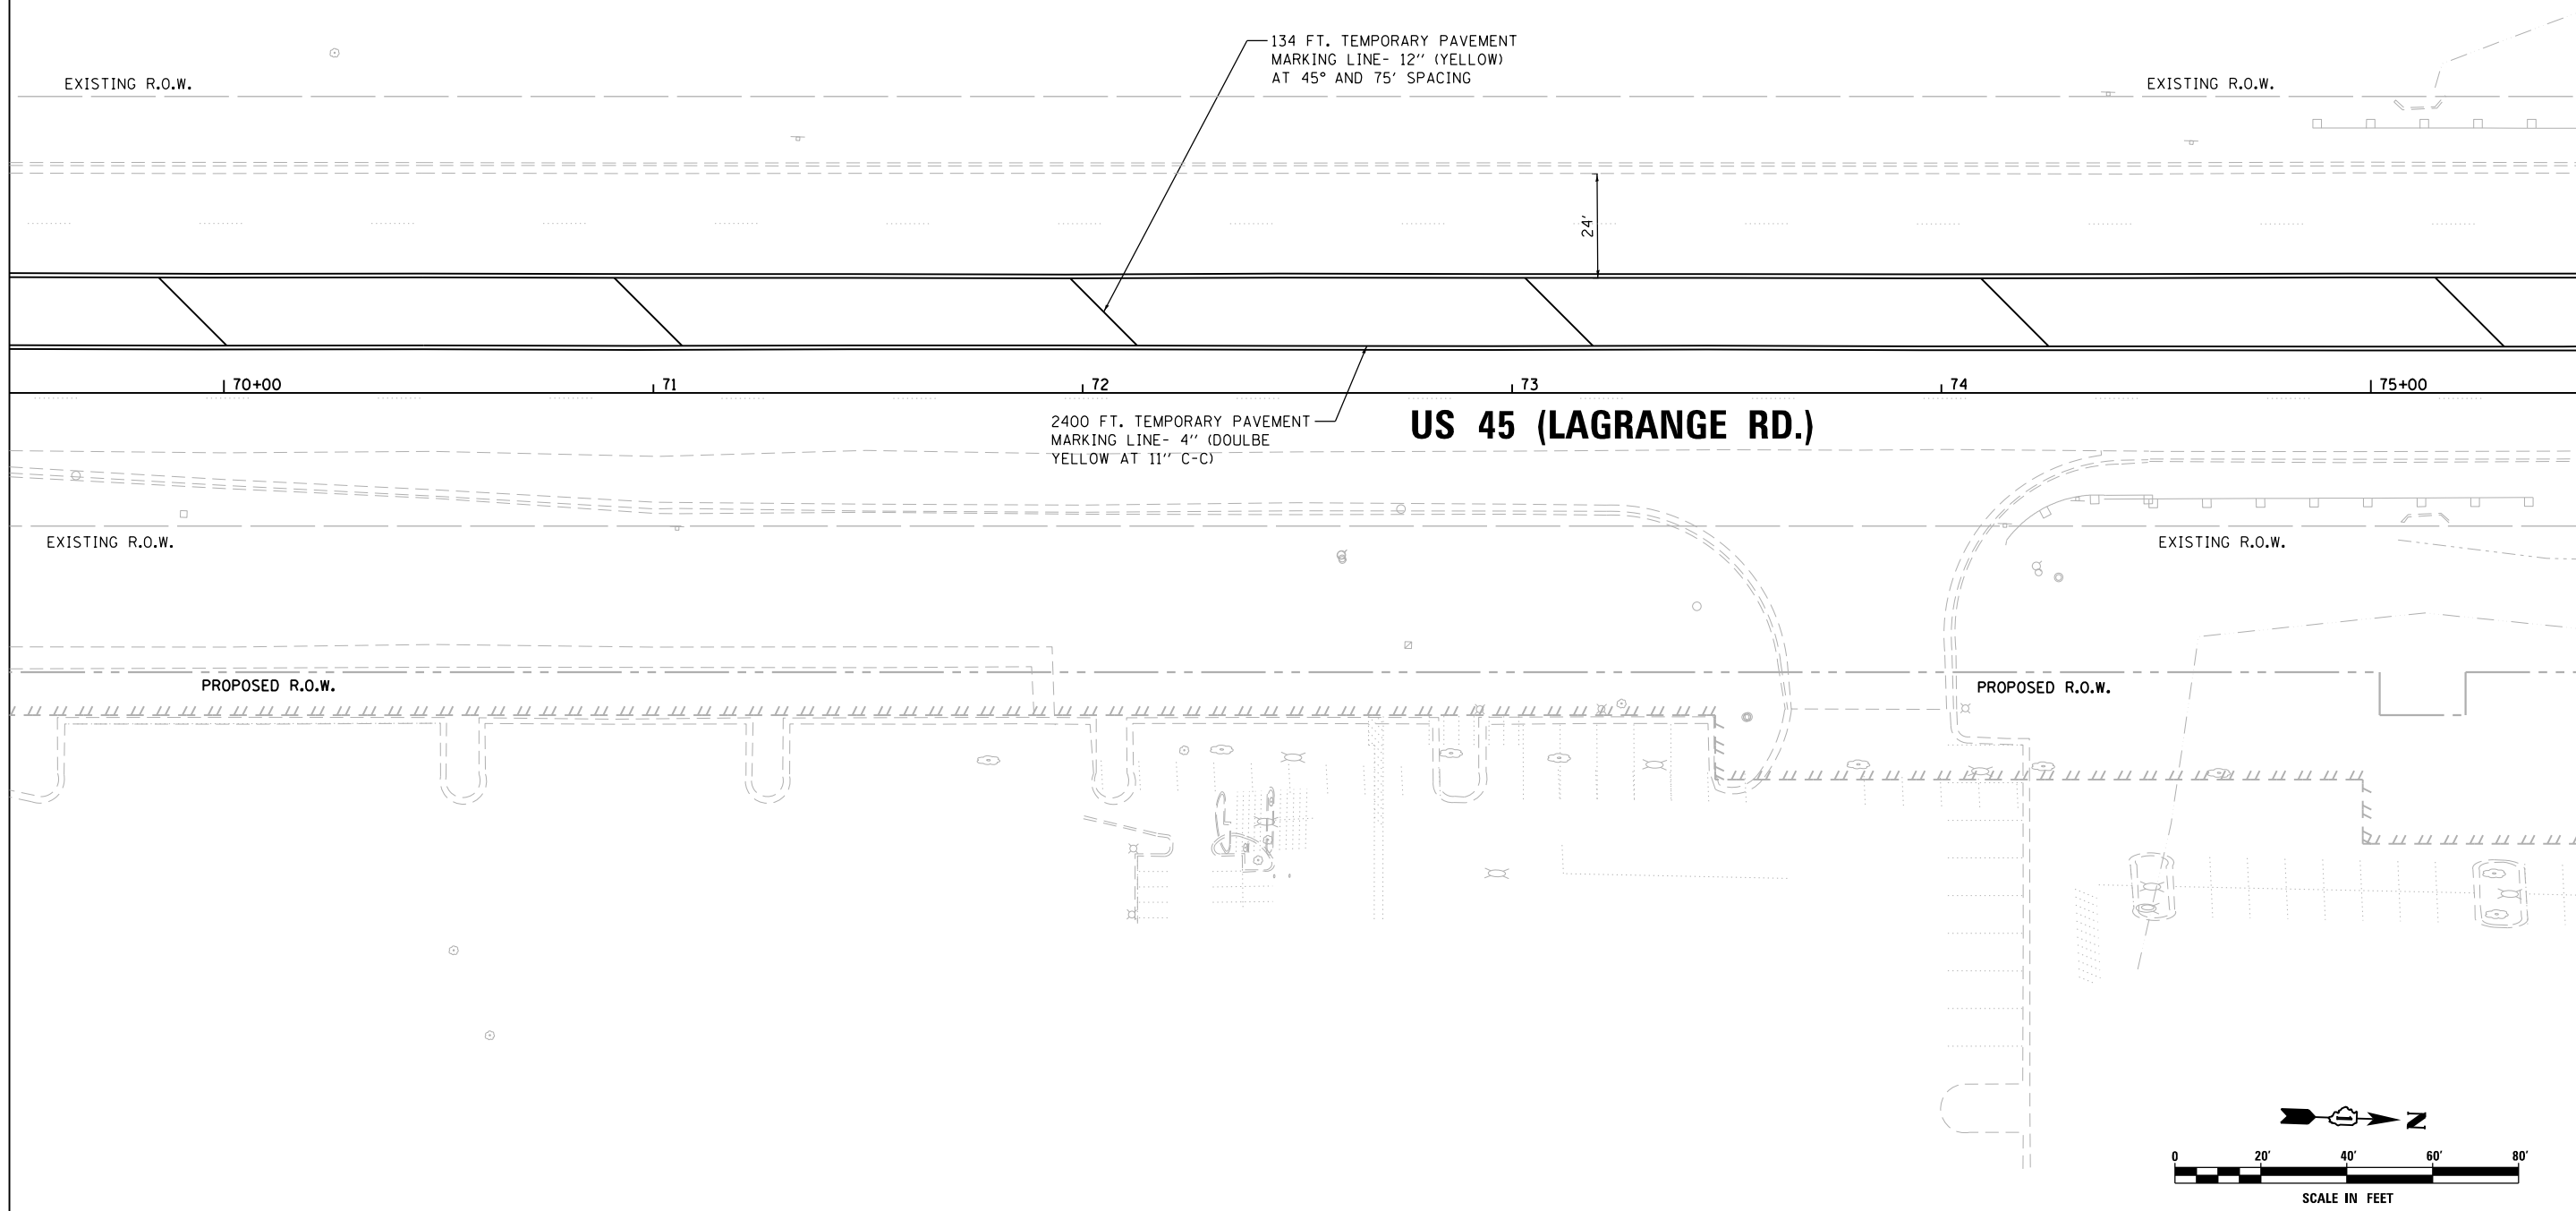 134 FT. TEMPORARY PAVEMENT
MARKING LINE- 12'' (YELLOW)
AT 45° AND 75' SPACING
EXISTING R.O.W.
EXISTING R.O.W.
24'
70+00
71
72
73
74
75+00
2400 FT. TEMPORARY PAVEMENT
MARKING LINE- 4'' (DOULBE
YELLOW AT 11'' C-C)
US 45 (LAGRANGE RD.)
EXISTING R.O.W.
EXISTING R.O.W.
PROPOSED R.O.W.
PROPOSED R.O.W.
N
0 20' 40' 60' 80'
SCALE IN FEET